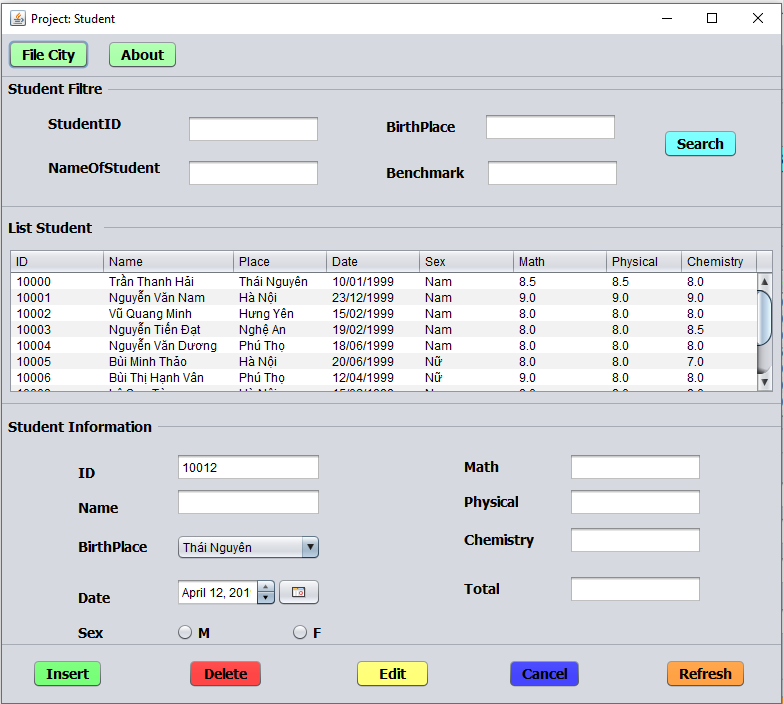 Project: Student
File City About
Student Filtre
StudentID BirthPlace
Search
NameOfStudent Benchmark
List Student
ID Name Place Date Sex Math Physical Chemistry
10000 Trần Thanh Hải Thái Nguyên 10/01/1999 Nam 8.5 8.5 8.0
10001 Nguyễn Văn Nam Hà Nội 23/12/1999 Nam 9.0 9.0 9.0
10002 Vũ Quang Minh Hưng Yên 15/02/1999 Nam 8.0 8.0 8.0
10003 Nguyễn Tiến Đạt Nghệ An 19/02/1999 Nam 8.0 8.0 8.5
10004 Nguyễn Văn Dương Phú Thọ 18/06/1999 Nam 8.0 8.0 8.0
10005 Bùi Minh Thảo Hà Nội 20/06/1999 Nữ 8.0 8.0 7.0
10006 Bùi Thị Hạnh Vân Phú Thọ 12/04/1999 Nữ 9.0 8.0 8.0
Student Information
ID 10012 Math
Name Physical
BirthPlace Thái Nguyên Chemistry
Date April 12, 201 Total
Sex M F
Insert Delete Edit Cancel Refresh